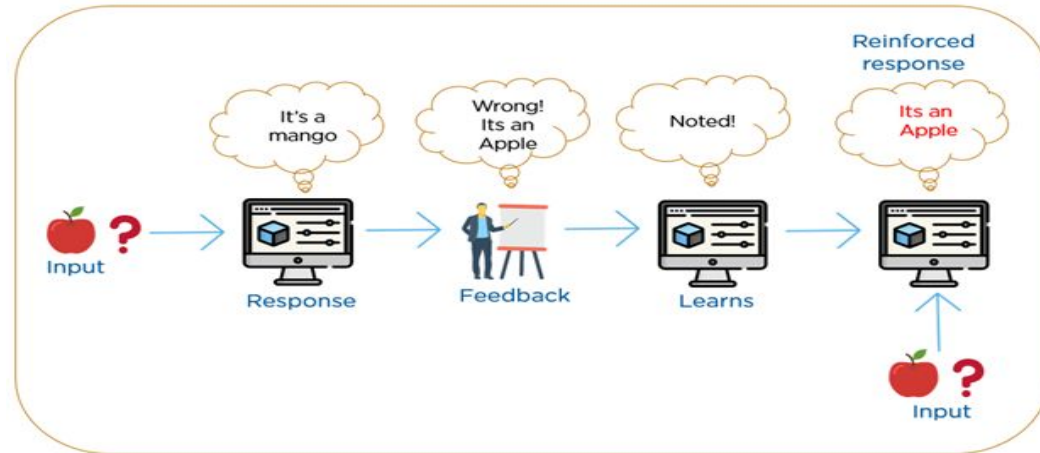 Reinforced
response
It's a
mango
Wrong!
Its an
Apple
Noted!
Its an
Apple
?
Input
Response
Feedback
Learns
?
Input